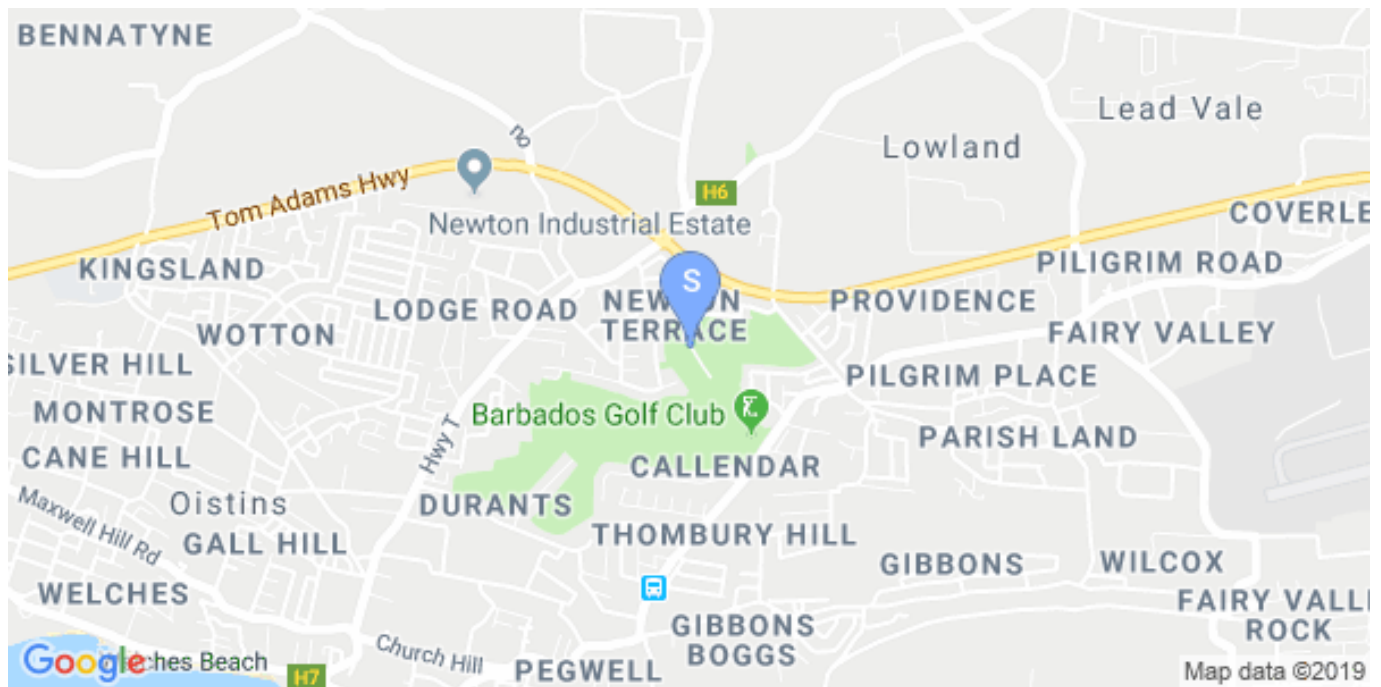 BENNATYNE
Lead Vale
no
Lowland
Tom Adams Hwy
H6
COVERLE
Newton Industrial Estate
KINGSLAND
S
PILIGRIM ROAD
LODGE ROAD
NEWTON
TERRACE
PROVIDENCE
WOTTON
FAIRY VALLEY
SILVER HILL
PILGRIM PLACE
MONTROSE
Barbados Golf Club
Hwy T
PARISH LAND
CANE HILL
CALLENDAR
Oistins
DURANTS
Maxwell Hill Rd
GALL HILL
THOMBURY HILL
GIBBONS
WILCOX
WELCHES
FAIRY VALL
ROCK
GIBBONS
BOGGS
Church Hill
Google
ches Beach
H7
PEGWELL
Map data ©2019